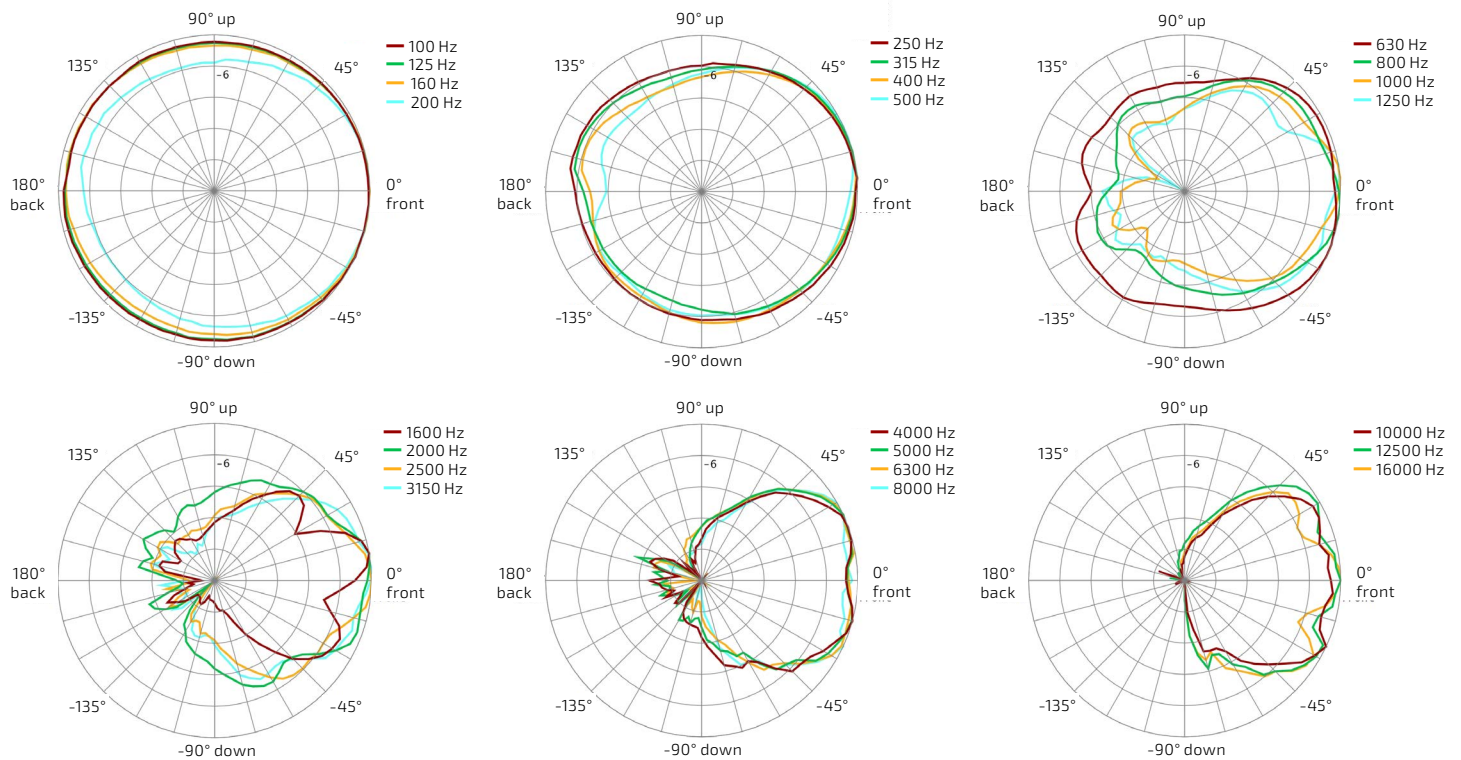 90° up
135°
45°
-6
180°
back
0°
front
-135°
-45°
-90° down
100 Hz
125 Hz
160 Hz
200 Hz
90° up
135°
45°
-6
180°
back
0°
front
-135°
-45°
-90° down
250 Hz
315 Hz
400 Hz
500 Hz
90° up
135°
45°
-6
180°
back
0°
front
-135°
-45°
-90° down
630 Hz
800 Hz
1000 Hz
1250 Hz
90° up
135°
45°
-6
180°
back
0°
front
-135°
-45°
-90° down
1600 Hz
2000 Hz
2500 Hz
3150 Hz
90° up
135°
45°
-6
180°
back
0°
front
-135°
-45°
-90° down
4000 Hz
5000 Hz
6300 Hz
8000 Hz
90° up
135°
45°
-6
180°
back
0°
front
-135°
-45°
-90° down
10000 Hz
12500 Hz
16000 Hz